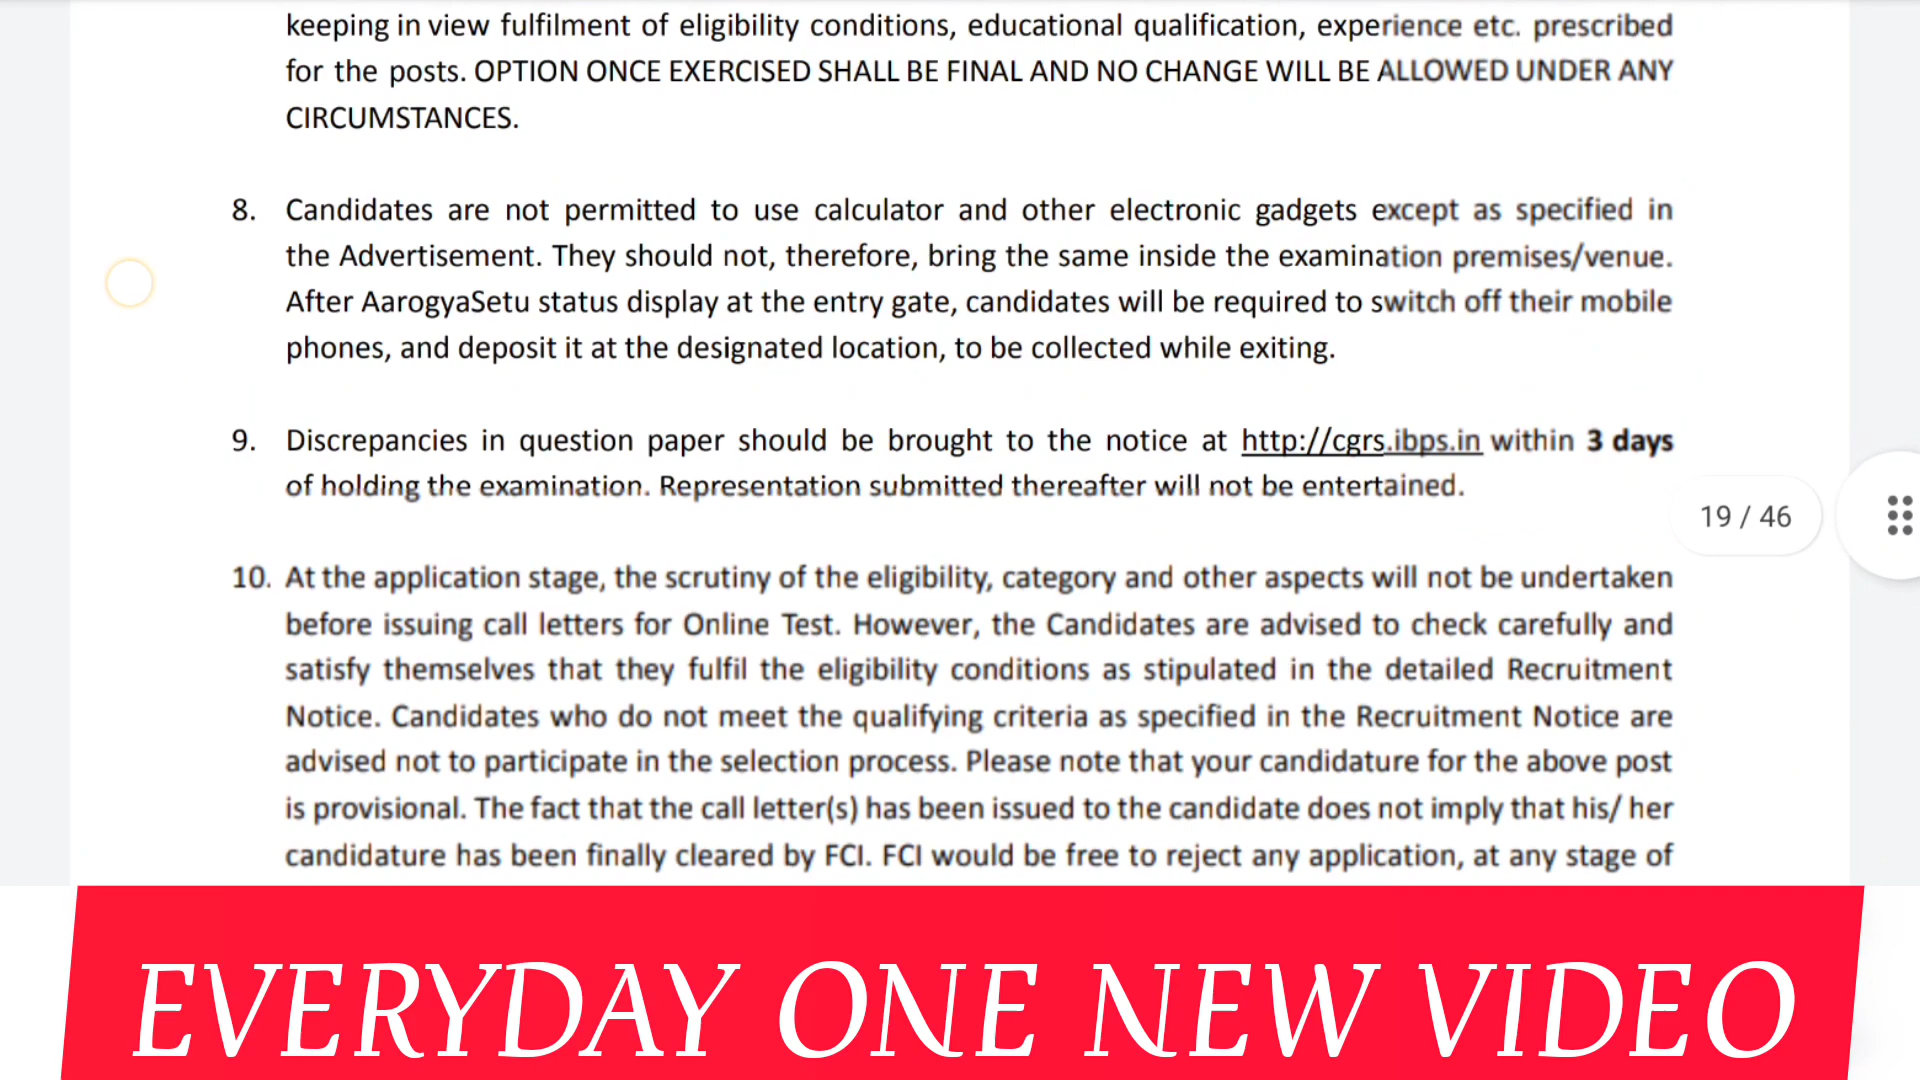 keeping in view fulfilment of eligibility conditions, educational qualification, experience etc. prescribed
for the posts. OPTION ONCE EXERCISED SHALL BE FINAL AND NO CHANGE WILL BE ALLOWED UNDER ANY
CIRCUMSTANCES.
8. Candidates are not permitted to use calculator and other electronic gadgets except as specified in
the Advertisement. They should not, therefore, bring the same inside the examination premises/venue.
After AarogyaSetu status display at the entry gate, candidates will be required to switch off their mobile
phones, and deposit it at the designated location, to be collected while exiting.
9. Discrepancies in question paper should be brought to the notice at http://cgrs.ibps.in within 3 days
of holding the examination. Representation submitted thereafter will not be entertained.
19 / 46
10. At the application stage, the scrutiny of the eligibility, category and other aspects will not be undertaken
before issuing call letters for Online Test. However, the Candidates are advised to check carefully and
satisfy themselves that they fulfil the eligibility conditions as stipulated in the detailed Recruitment
Notice. Candidates who do not meet the qualifying criteria as specified in the Recruitment Notice are
advised not to participate in the selection process. Please note that your candidature for the above post
is provisional. The fact that the call letter(s) has been issued to the candidate does not imply that his/ her
candidature has been finally cleared by FCI. FCI would be free to reject any application, at any stage of
EVERYDAY ONE NEW VIDEO